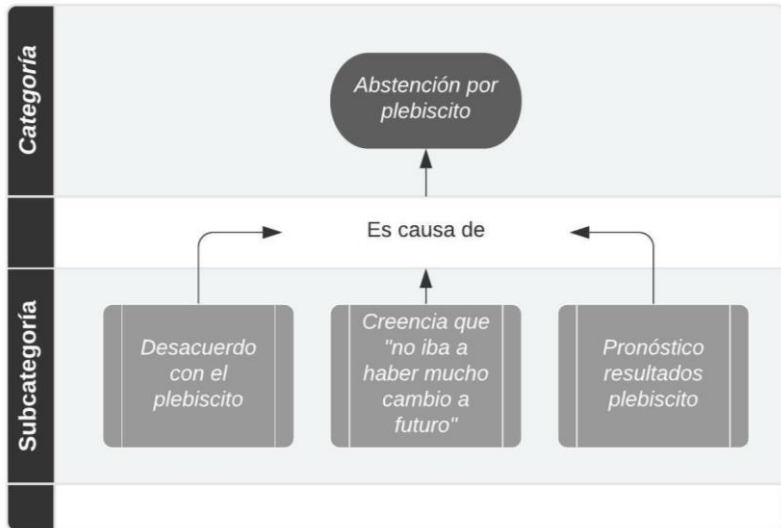 Categoría
Abstención por
plebiscito
Es causa de
Subcategoría
Desacuerdo
con el
plebiscito
Creencia que
"no iba a
haber mucho
cambio a
futuro"
Pronóstico
resultados
plebiscito